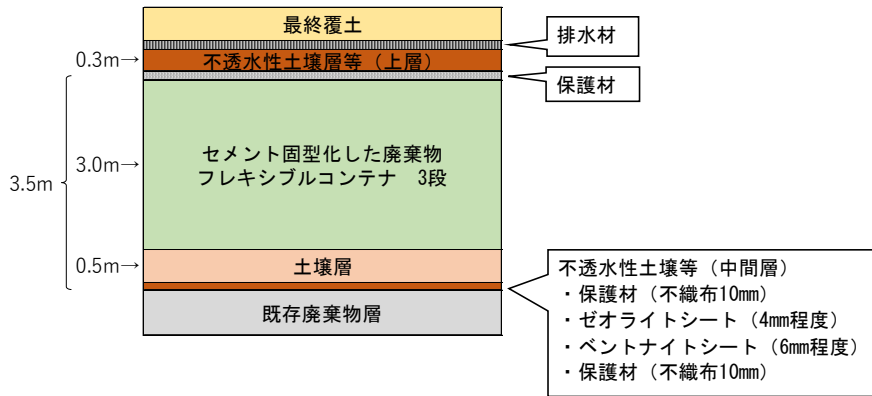 最終覆土
排水材
0.3m→
不透水性土壌層等（上層）
保護材
セメント固型化した廃棄物
フレキシブルコンテナ　3段
3.0m→
3.5m
0.5m→
土壌層
既存廃棄物層
不透水性土壌等（中間層）
・保護材（不織布10mm）
・ゼオライトシート（4mm程度）
・ベントナイトシート（6mm程度）
・保護材（不織布10mm）